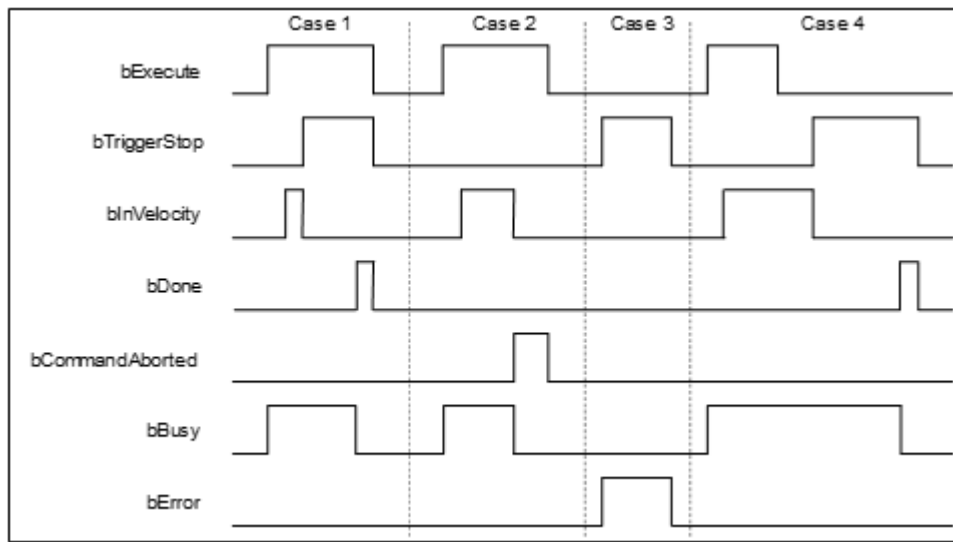 Case 1 Case 2 Case 3 Case 4
bExecute
bTriggerStop
bInVelocity
bDone
bCommandAborted
bBusy
bError